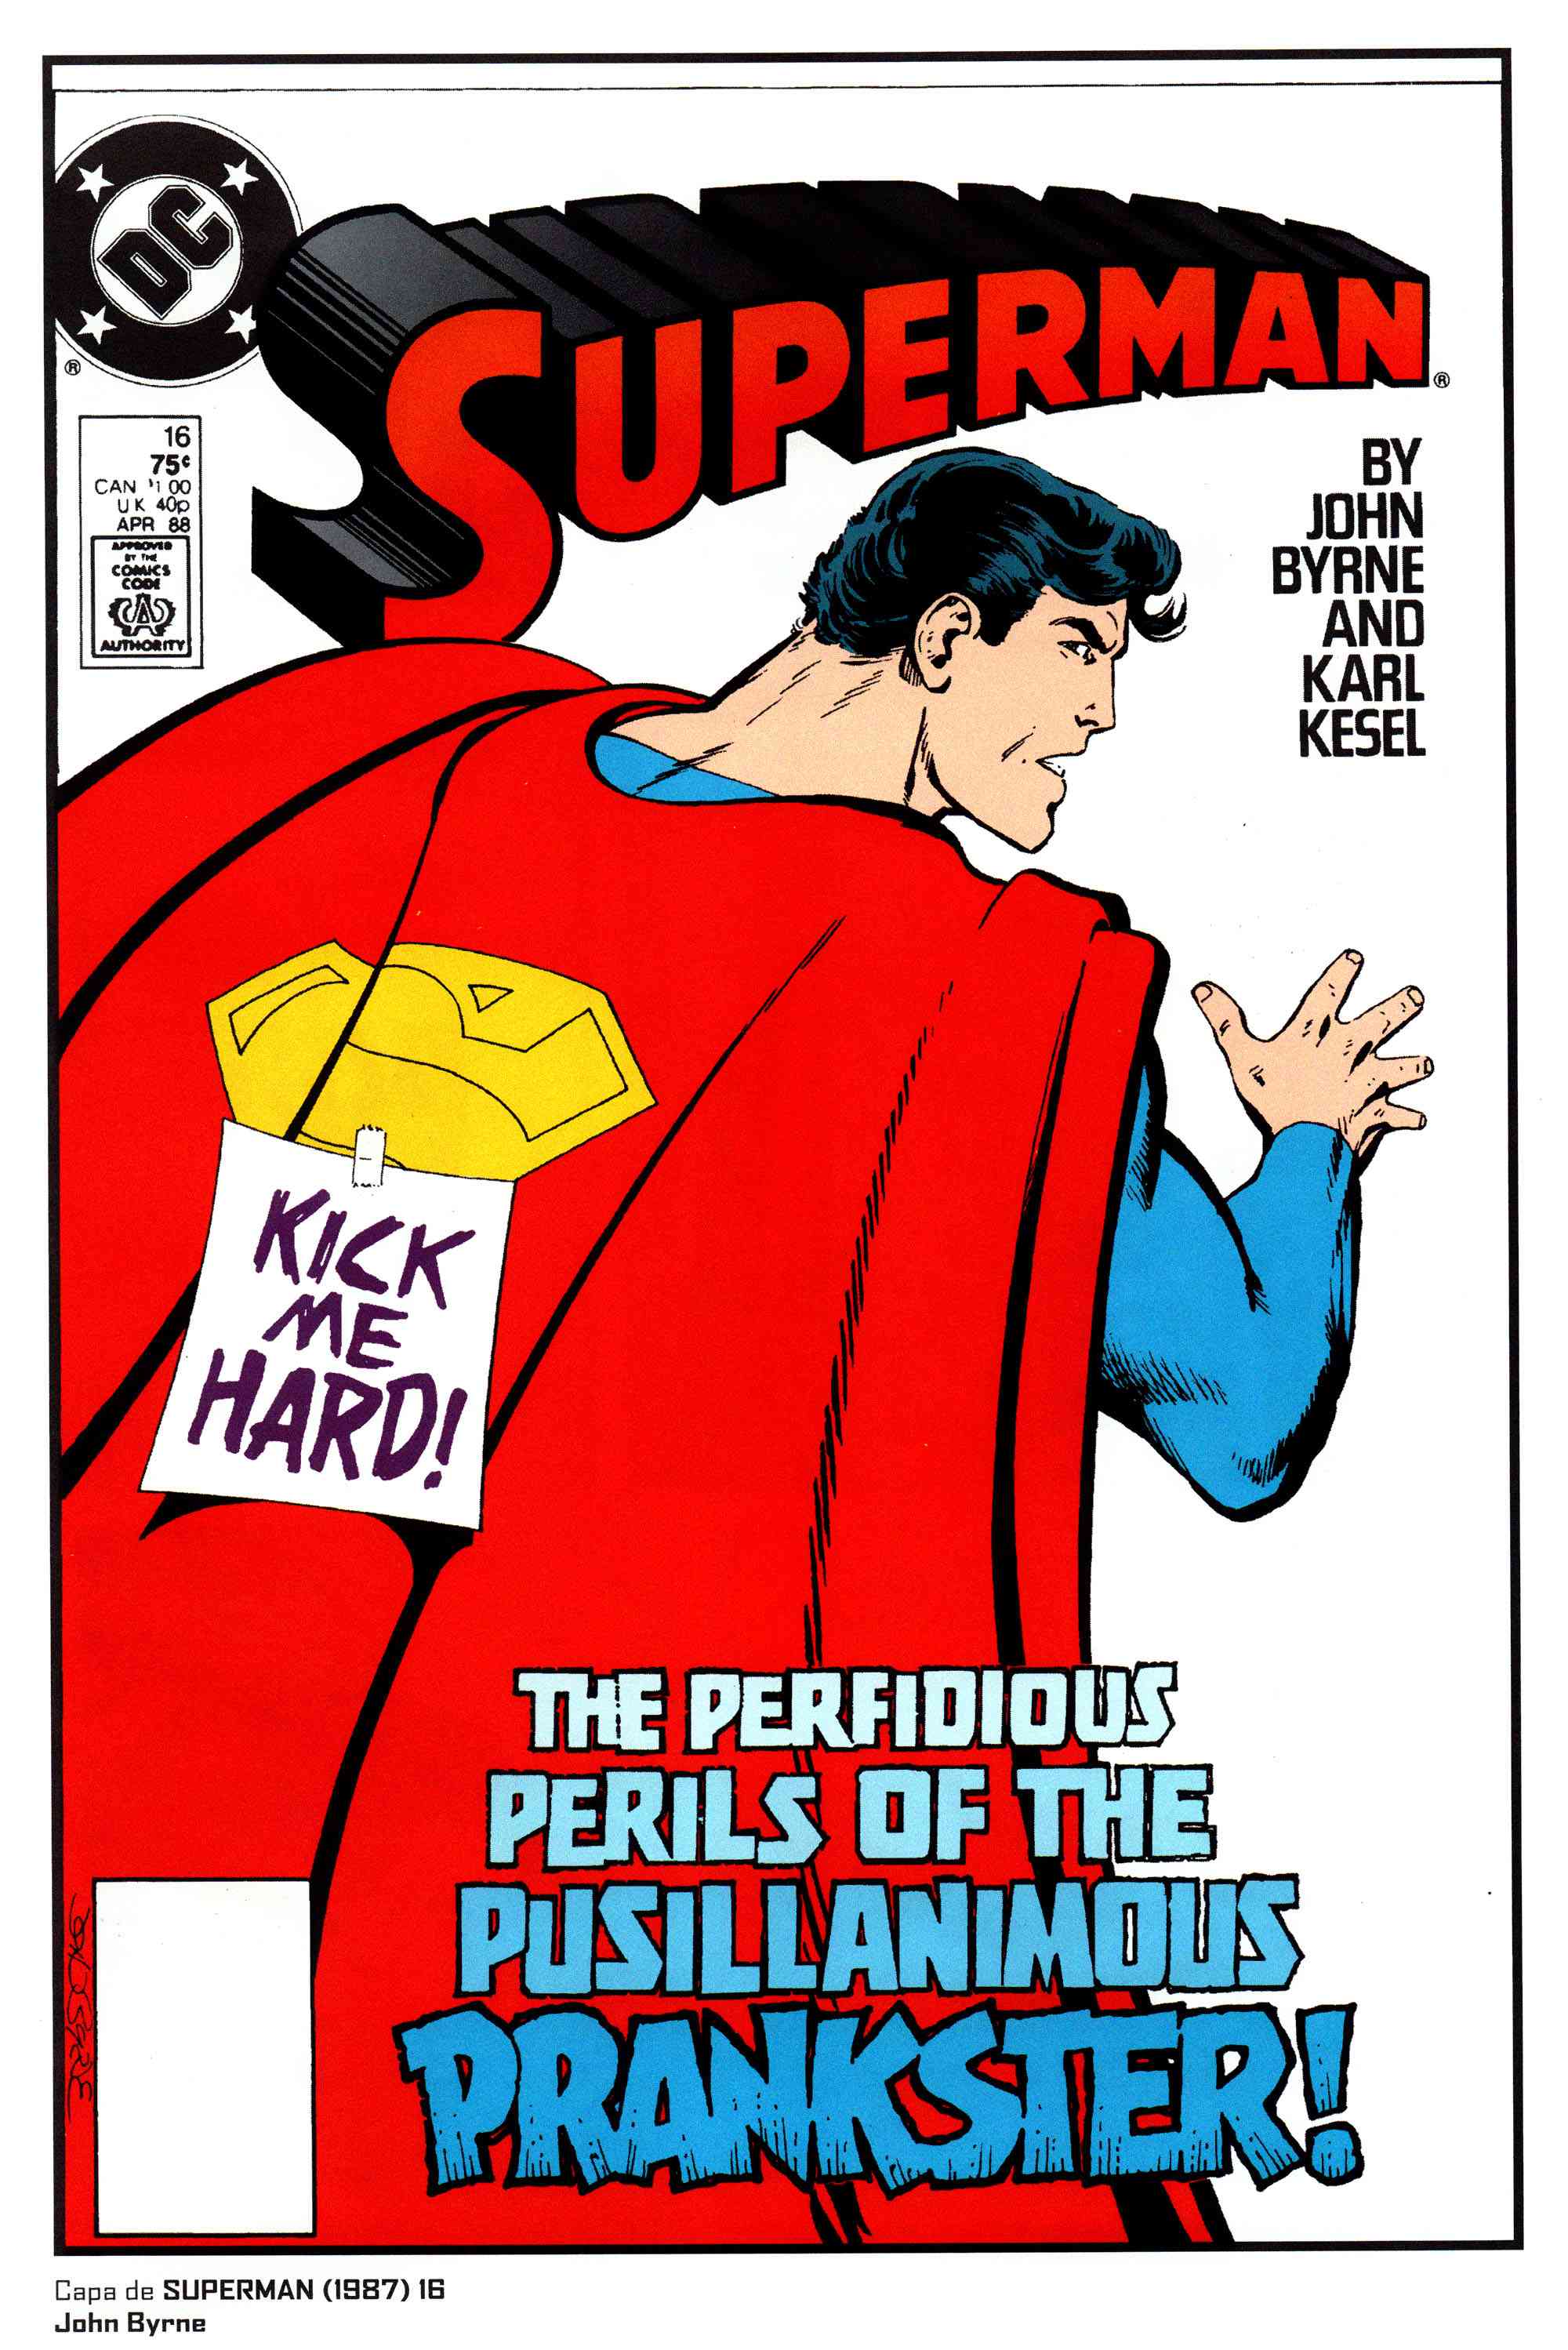 DC
SUPERMAN
®
®
16
75¢
CAN $1.00
UK 40p
APR 88
APPROVED
BY THE
COMICS
CODE
AUTHORITY
BY
JOHN
BYRNE
AND
KARL
KESEL
KICK
ME
HARD!
THE PERFIDIOUS
PERILS OF THE
PUSILLANIMOUS
PRANKSTER!
Capa de SUPERMAN (1987) 16
John Byrne